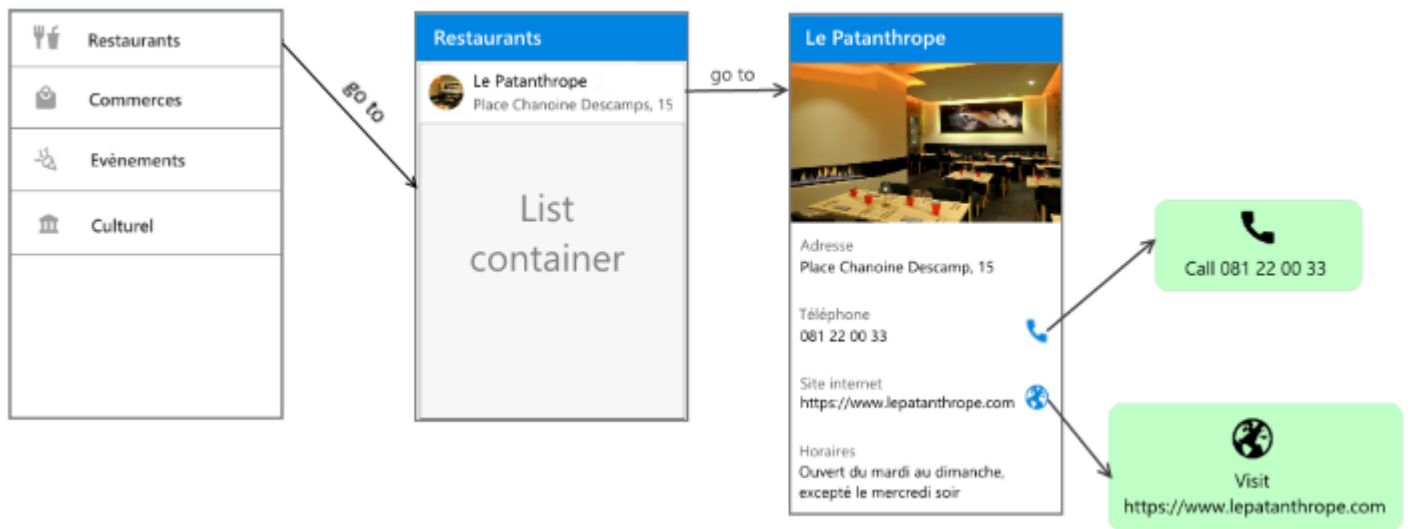 Restaurants
Commerces
Evènements
Culturel
go to
Restaurants
Le Patanthrope
Place Chanoine Descamps, 15
List
container
go to
Le Patanthrope
Adresse
Place Chanoine Descamp, 15
Téléphone
081 22 00 33
Site internet
https://www.lepatanthrope.com
Horaires
Ouvert du mardi au dimanche,
excepté le mercredi soir
Call 081 22 00 33
Visit
https://www.lepatanthrope.com